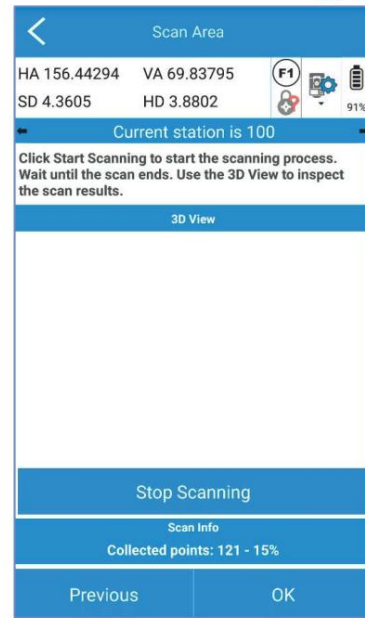 Scan Area
HA 156.44294 VA 69.83795
F1
SD 4.3605 HD 3.8802
91%
Current station is 100
Click Start Scanning to start the scanning process.
Wait until the scan ends. Use the 3D View to inspect
the scan results.
3D View
Stop Scanning
Scan Info
Collected points: 121 - 15%
Previous OK